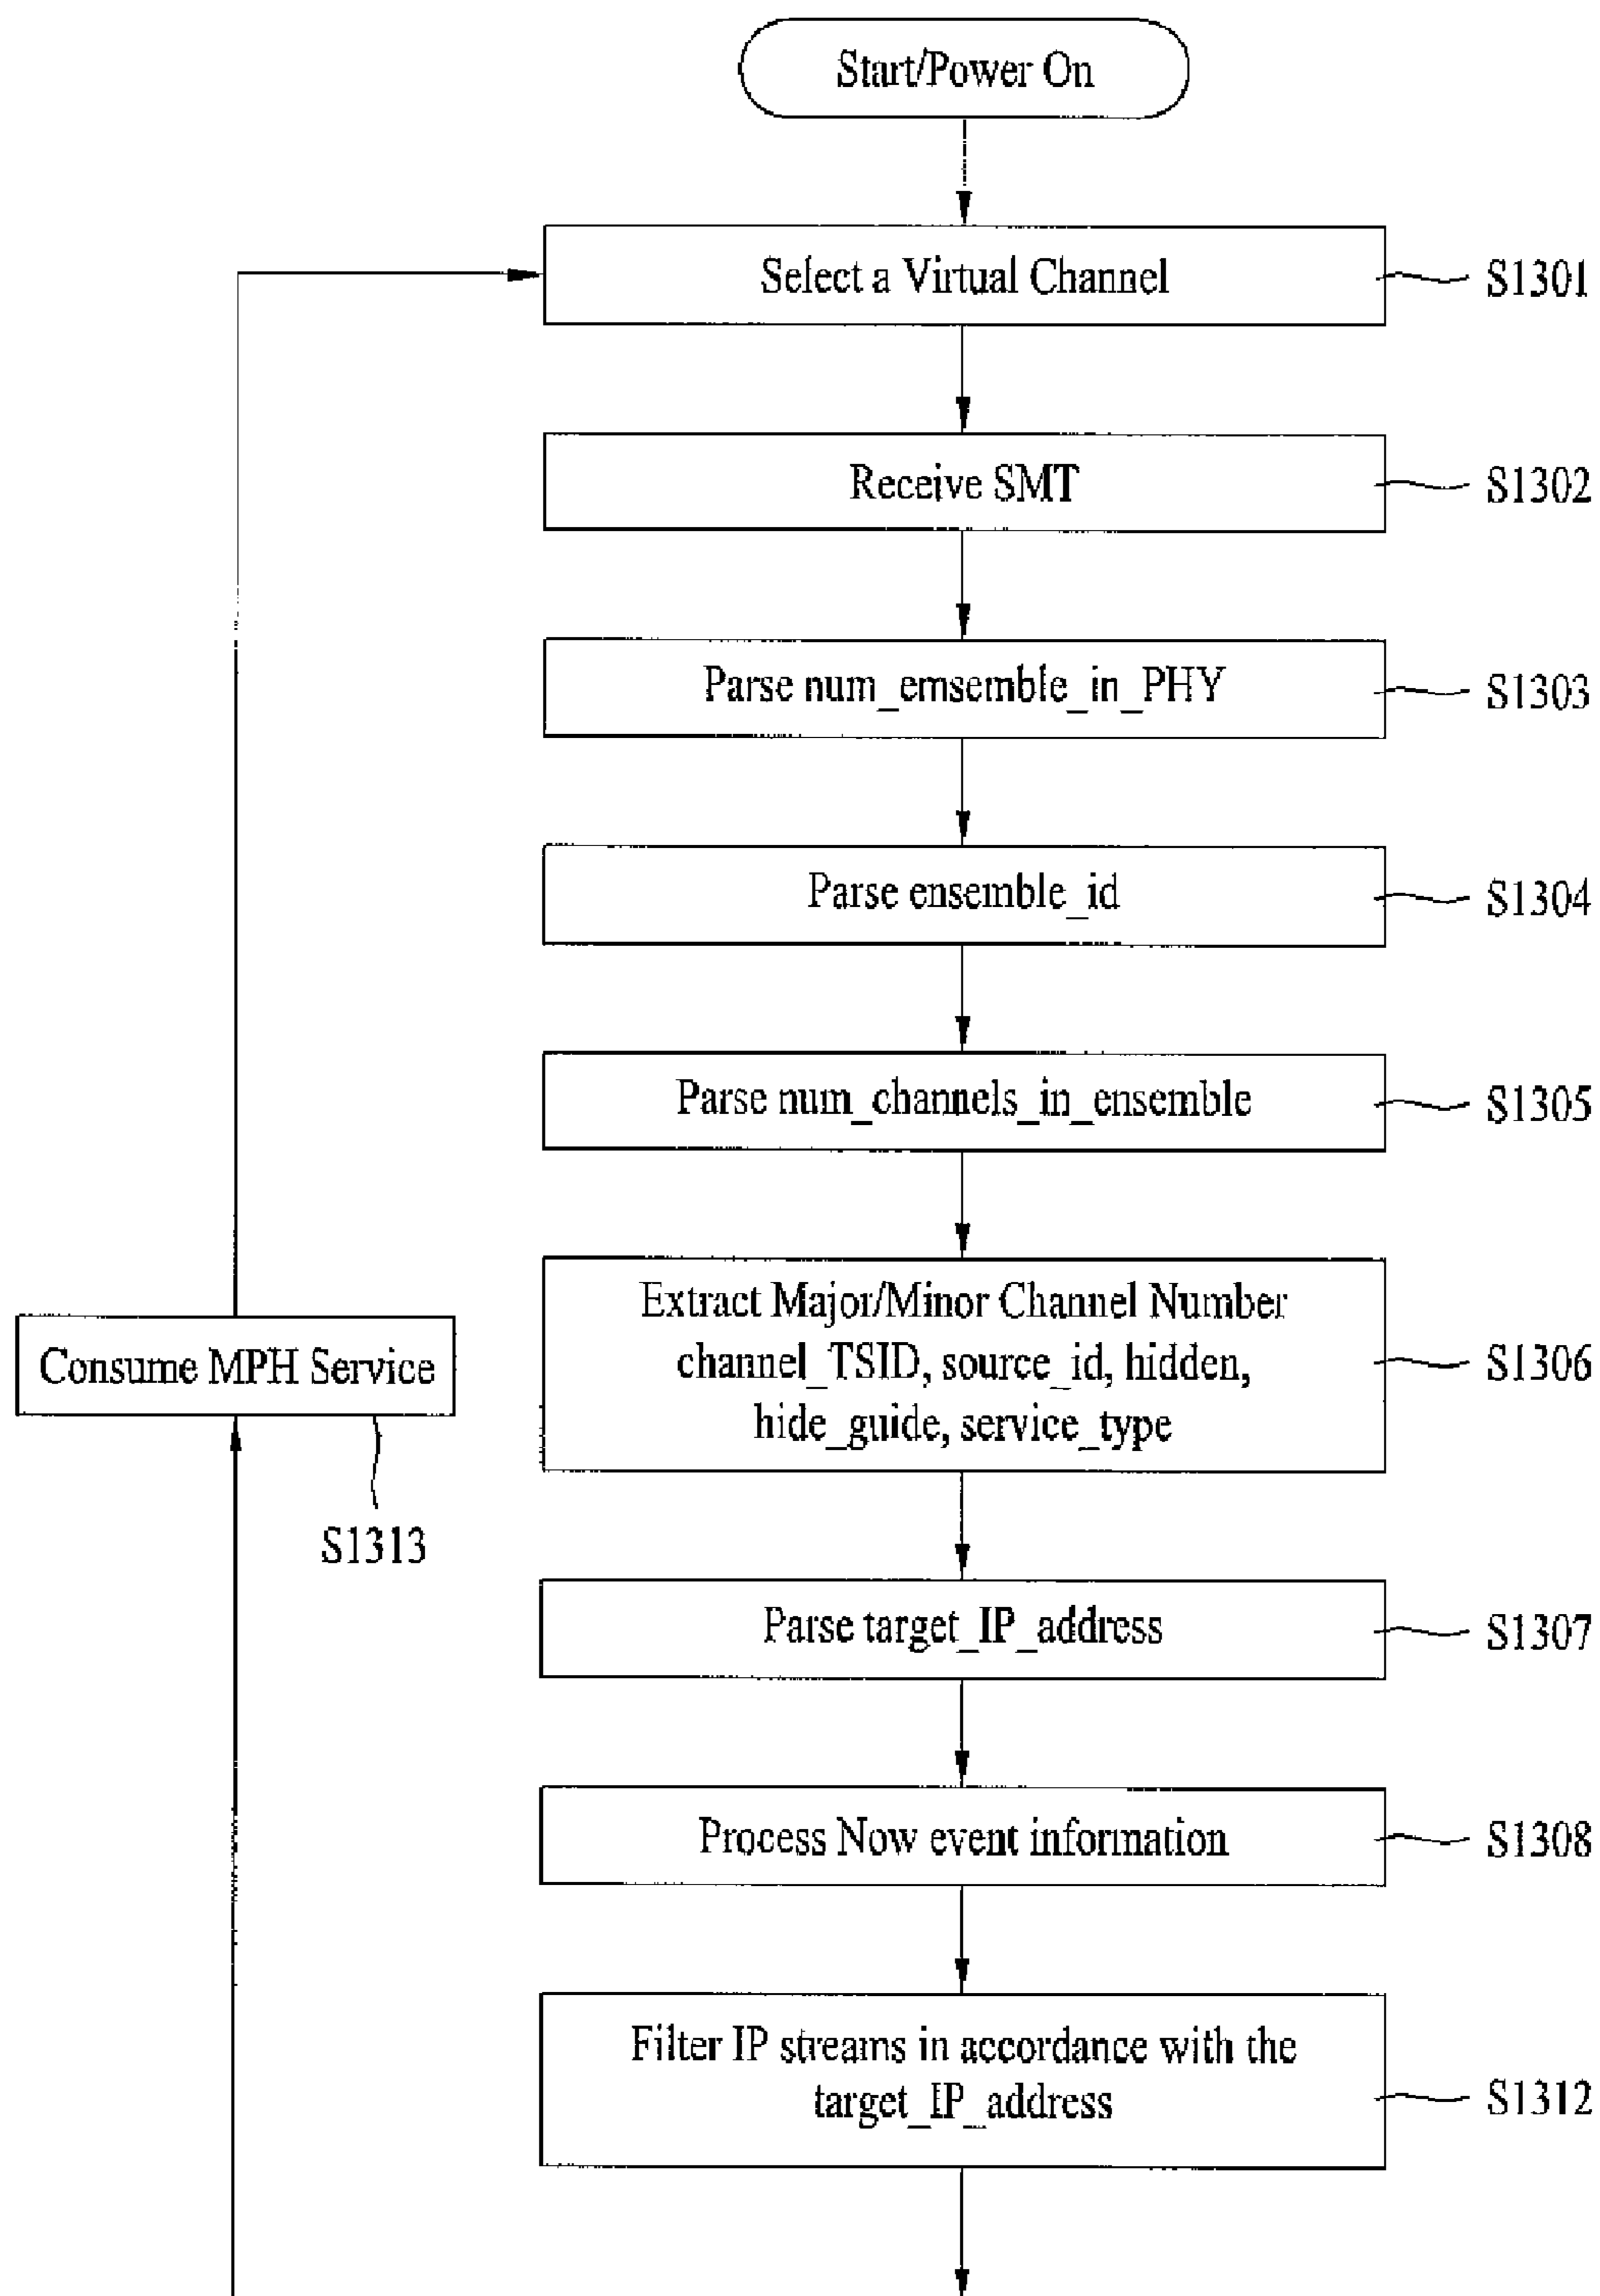 Start/Power On
Select a Virtual Channel
S1301
Receive SMT
S1302
Parse num_emsemble_in_PHY
S1303
Parse ensemble_id
S1304
Parse num_channels_in_ensemble
S1305
Extract Major/Minor Channel Number
channel_TSID, source_id, hidden,
hide_guide, service_type
S1306
Consume MPH Service
S1313
Parse target_IP_address
S1307
Process Now event information
S1308
Filter IP streams in accordance with the
target_IP_address
S1312